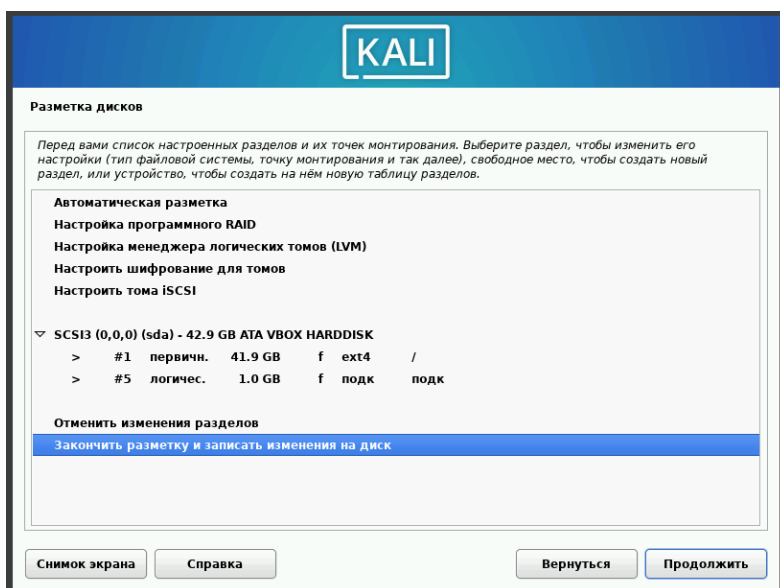 KALI
Разметка дисков
Перед вами список настроенных разделов и их точек монтирования. Выберите раздел, чтобы изменить его
настройки (тип файловой системы, точку монтирования и так далее), свободное место, чтобы создать новый
раздел, или устройство, чтобы создать на нём новую таблицу разделов.
Автоматическая разметка
Настройка программного RAID
Настройка менеджера логических томов (LVM)
Настроить шифрование для томов
Настроить тома iSCSI
SCSI3 (0,0,0) (sda) - 42.9 GB ATA VBOX HARDDISK
> #1 первичн. 41.9 GB f ext4 /
> #5 логичес. 1.0 GB f подк подк
Отменить изменения разделов
Закончить разметку и записать изменения на диск
Снимок экрана Справка Вернуться Продолжить